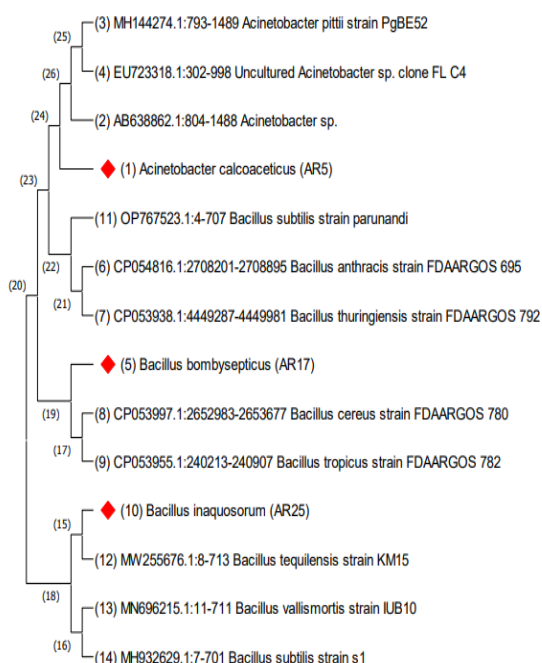 (25)
(3) MH144274.1:793-1489 Acinetobacter pittii strain PgBE52
(26)
(4) EU723318.1:302-998 Uncultured Acinetobacter sp. clone FL C4
(24)
(2) AB638862.1:804-1488 Acinetobacter sp.
(1) Acinetobacter calcoaceticus (AR5)
(23)
(11) OP767523.1:4-707 Bacillus subtilis strain parunandi
(22)
(6) CP054816.1:2708201-2708895 Bacillus anthracis strain FDAARGOS 695
(20)
(21)
(7) CP053938.1:4449287-4449981 Bacillus thuringiensis strain FDAARGOS 792
(5) Bacillus bombysepticus (AR17)
(19)
(8) CP053997.1:2652983-2653677 Bacillus cereus strain FDAARGOS 780
(17)
(9) CP053955.1:240213-240907 Bacillus tropicus strain FDAARGOS 782
(10) Bacillus inaquosorum (AR25)
(15)
(12) MW255676.1:8-713 Bacillus tequilensis strain KM15
(18)
(13) MN696215.1:11-711 Bacillus vallismortis strain IUB10
(16)
(14) MH932629.1:7-701 Bacillus subtilis strain s1